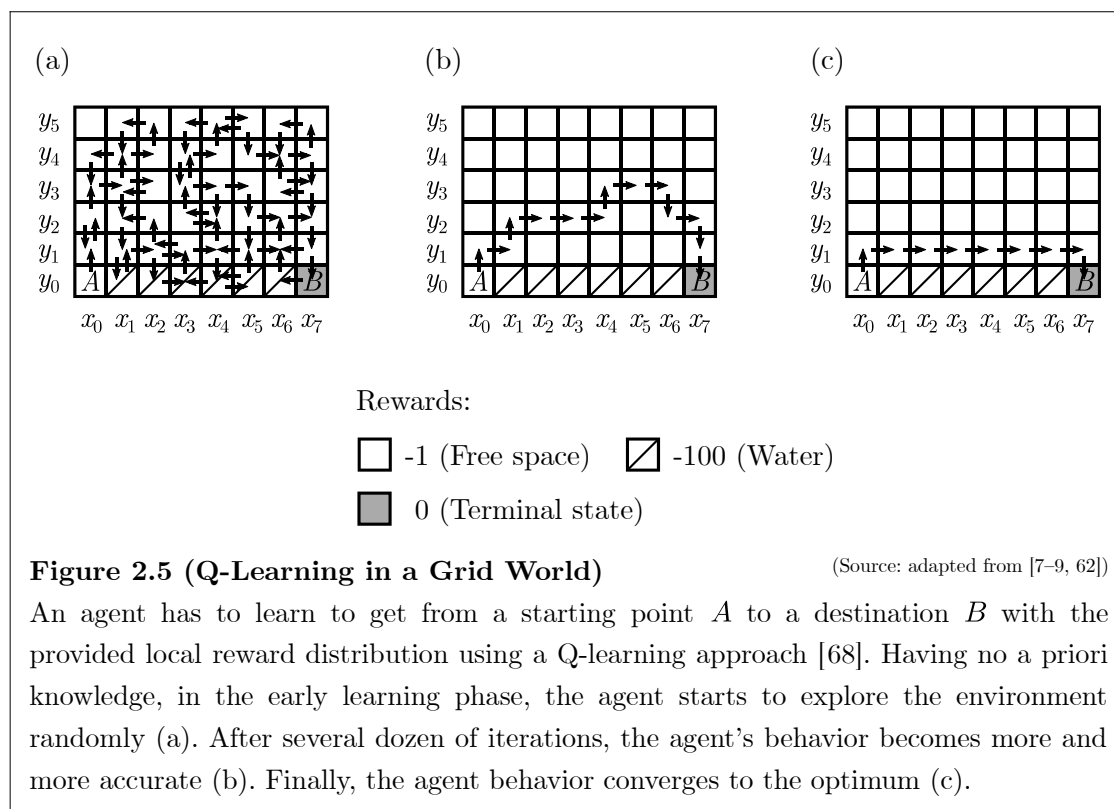 (a) (b) (c)
y5 y5 y5
y4 y4 y4
y3 y3 y3
y2 y2 y2
y1 y1 y1
y0 A B y0 A B y0 A B
x0 x1 x2 x3 x4 x5 x6 x7 x0 x1 x2 x3 x4 x5 x6 x7 x0 x1 x2 x3 x4 x5 x6 x7
Rewards:
-1 (Free space) -100 (Water)
0 (Terminal state)
Figure 2.5 (Q-Learning in a Grid World) (Source: adapted from [7–9, 62])
An agent has to learn to get from a starting point A to a destination B with the
provided local reward distribution using a Q-learning approach [68]. Having no a priori
knowledge, in the early learning phase, the agent starts to explore the environment
randomly (a). After several dozen of iterations, the agent's behavior becomes more and
more accurate (b). Finally, the agent behavior converges to the optimum (c).